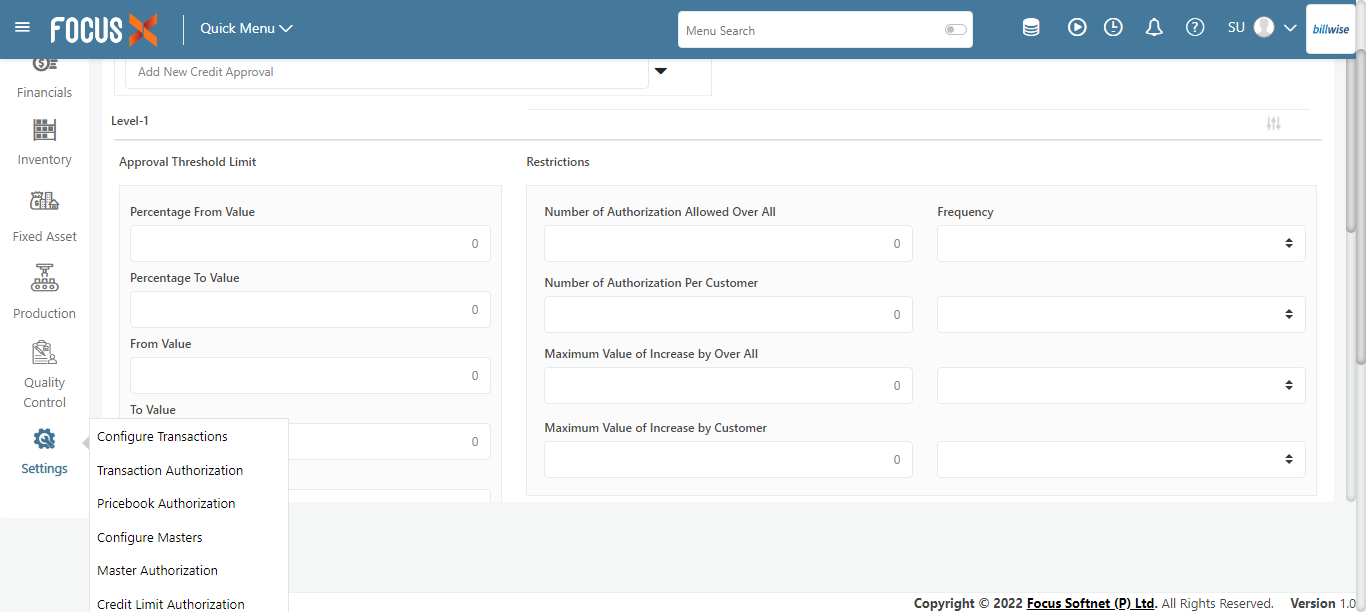 FOCUS X
Quick Menu
Menu Search
SU
billwise
Financials
Inventory
Fixed Asset
Production
Quality
Control
Settings
Add New Credit Approval
Level-1
Approval Threshold Limit
Restrictions
Percentage From Value
0
Percentage To Value
0
From Value
0
To Value
0
Number of Authorization Allowed Over All
Frequency
0
Number of Authorization Per Customer
0
Maximum Value of Increase by Over All
0
Maximum Value of Increase by Customer
0
Configure Transactions
Transaction Authorization
Pricebook Authorization
Configure Masters
Master Authorization
Credit Limit Authorization
Copyright © 2022 Focus Softnet (P) Ltd. All Rights Reserved. Version 1.0